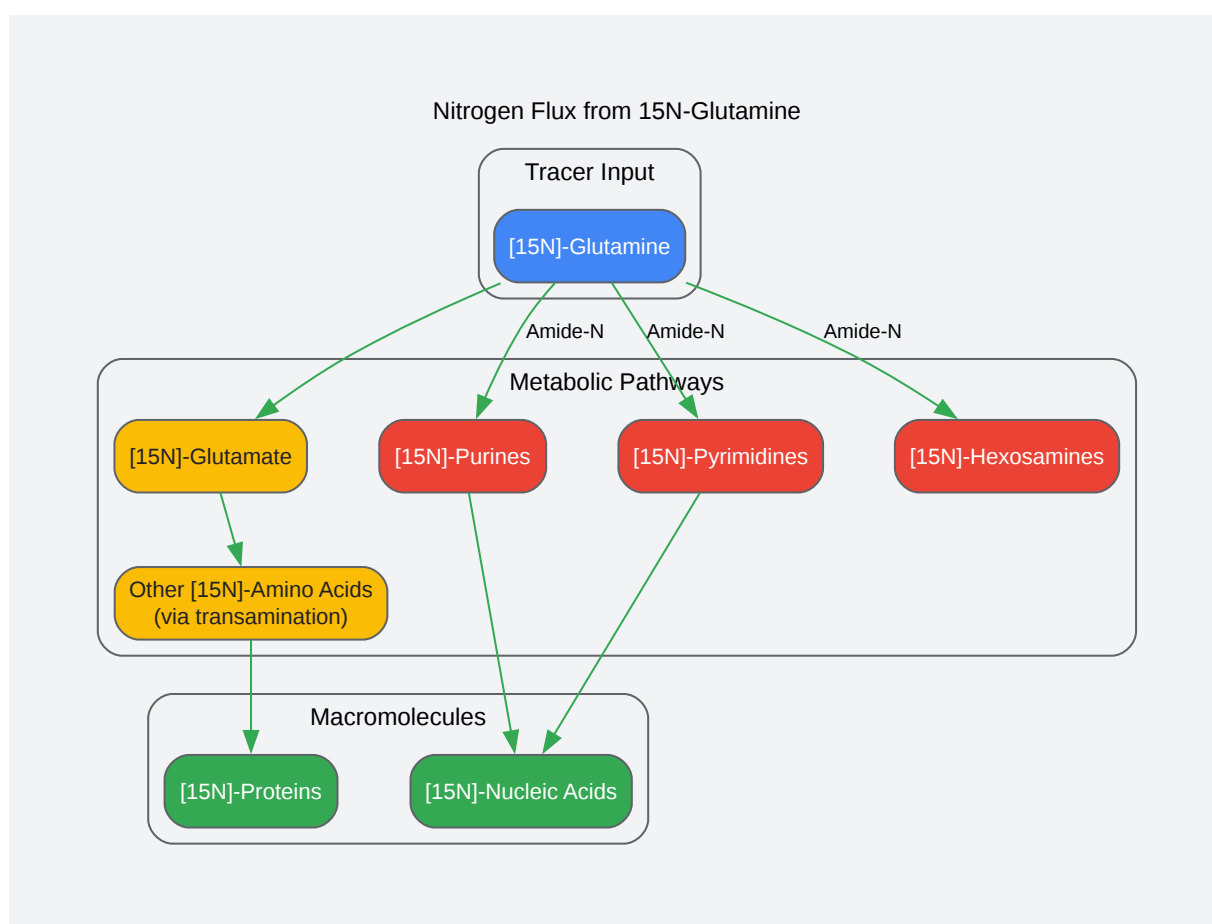 Nitrogen Flux from 15N-Glutamine
Tracer Input
[15N]-Glutamine
Amide-N
Amide-N
Amide-N
Metabolic Pathways
[15N]-Glutamate
[15N]-Purines
[15N]-Pyrimidines
[15N]-Hexosamines
Other [15N]-Amino Acids
(via transamination)
Macromolecules
[15N]-Proteins
[15N]-Nucleic Acids